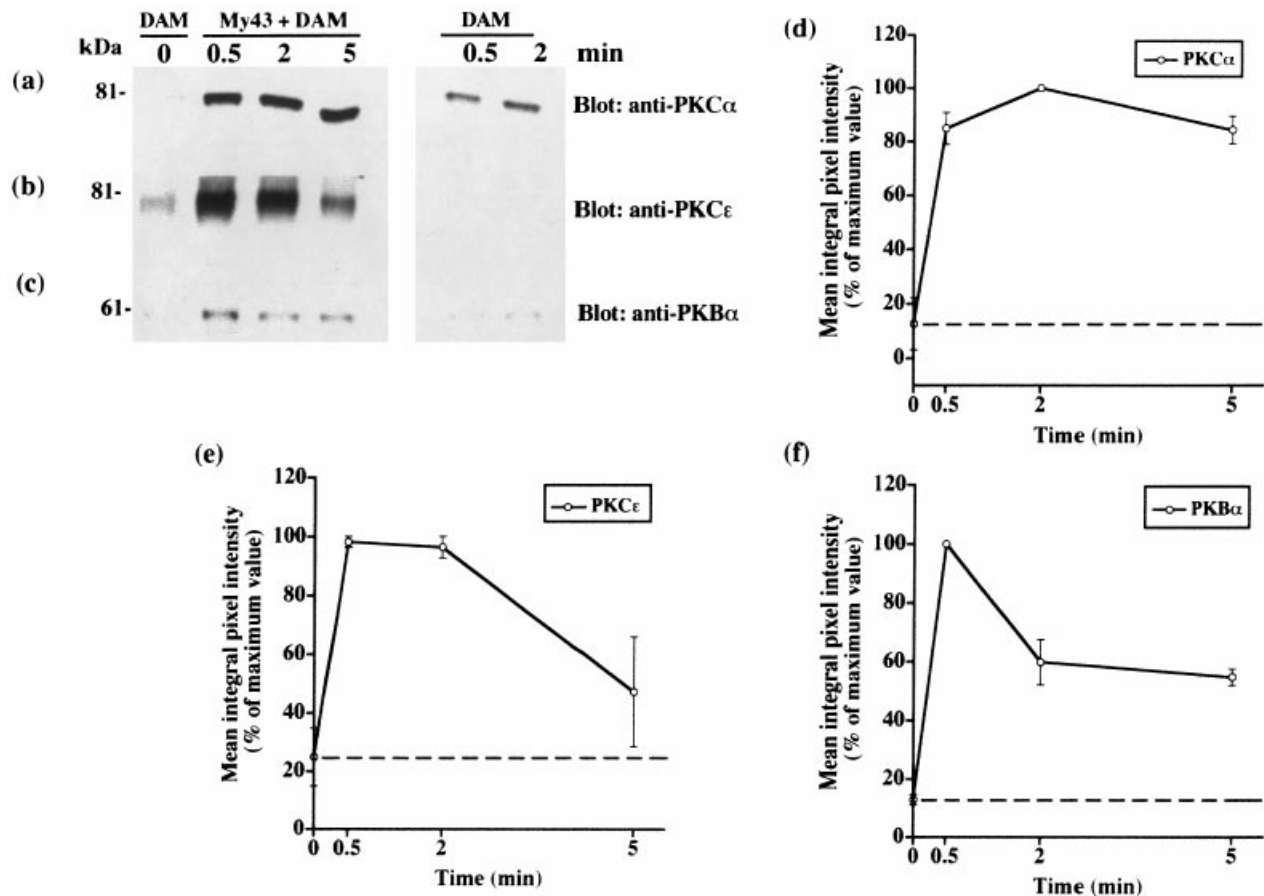 DAM My43 + DAM DAM
kDa 0 0.5 2 5 0.5 2 min
(a) 81- Blot: anti-PKCα
(b) 81- Blot: anti-PKCε
(c) 61- Blot: anti-PKBα
(d)
PKCα
Mean integral pixel intensity
(% of maximum value)
120
100
80
60
40
20
0
0 0.5 2 5
Time (min)
(e)
PKCε
Mean integral pixel intensity
(% of maximum value)
120
100
80
60
40
20
0
0 0.5 2 5
Time (min)
(f)
PKBα
Mean integral pixel intensity
(% of maximum value)
120
100
80
60
40
20
0
0 0.5 2 5
Time (min)